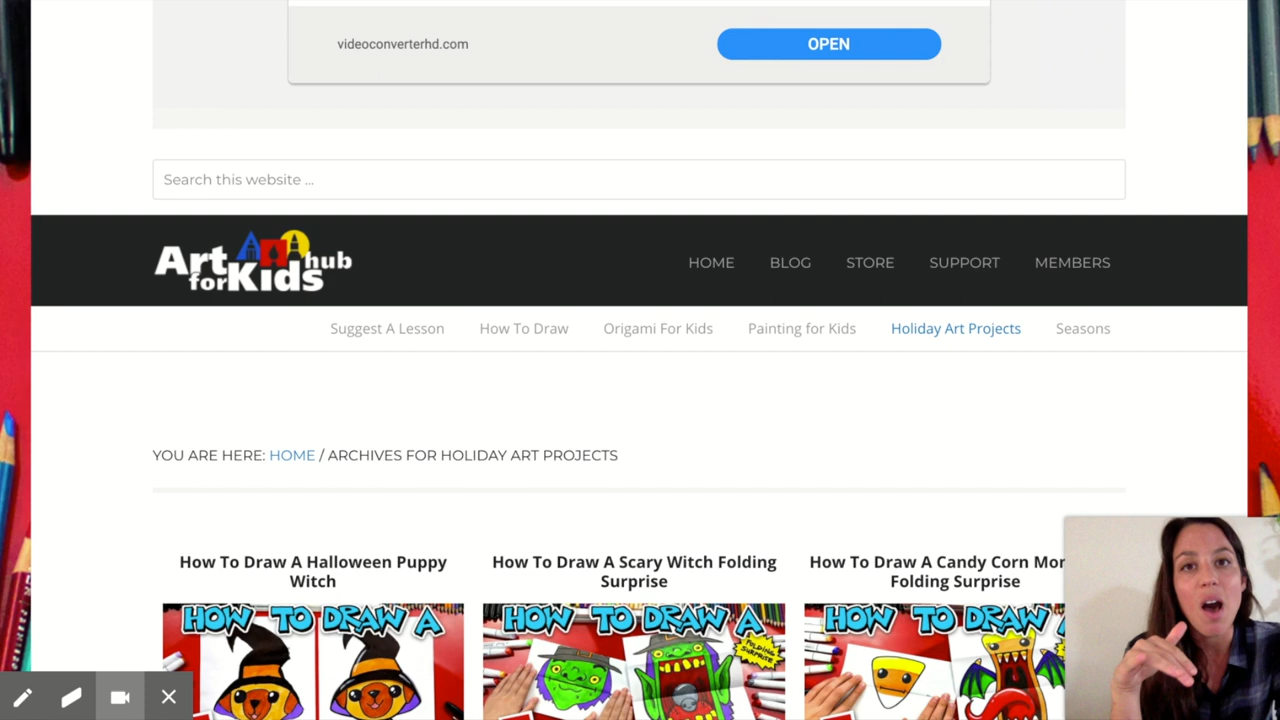 videoconverterhd.com
OPEN
Search this website ...
Art hub
for Kids
HOME BLOG STORE SUPPORT MEMBERS
Suggest A Lesson How To Draw Origami For Kids Painting for Kids Holiday Art Projects Seasons
YOU ARE HERE: HOME / ARCHIVES FOR HOLIDAY ART PROJECTS
How To Draw A Halloween Puppy
Witch
How To Draw A Scary Witch Folding
Surprise
How To Draw A Candy Corn Mon
Folding Surprise
HOW TO DRAW A
HOW TO DRAW A
FOLDING
SURPRISE
HOW TO DRAW